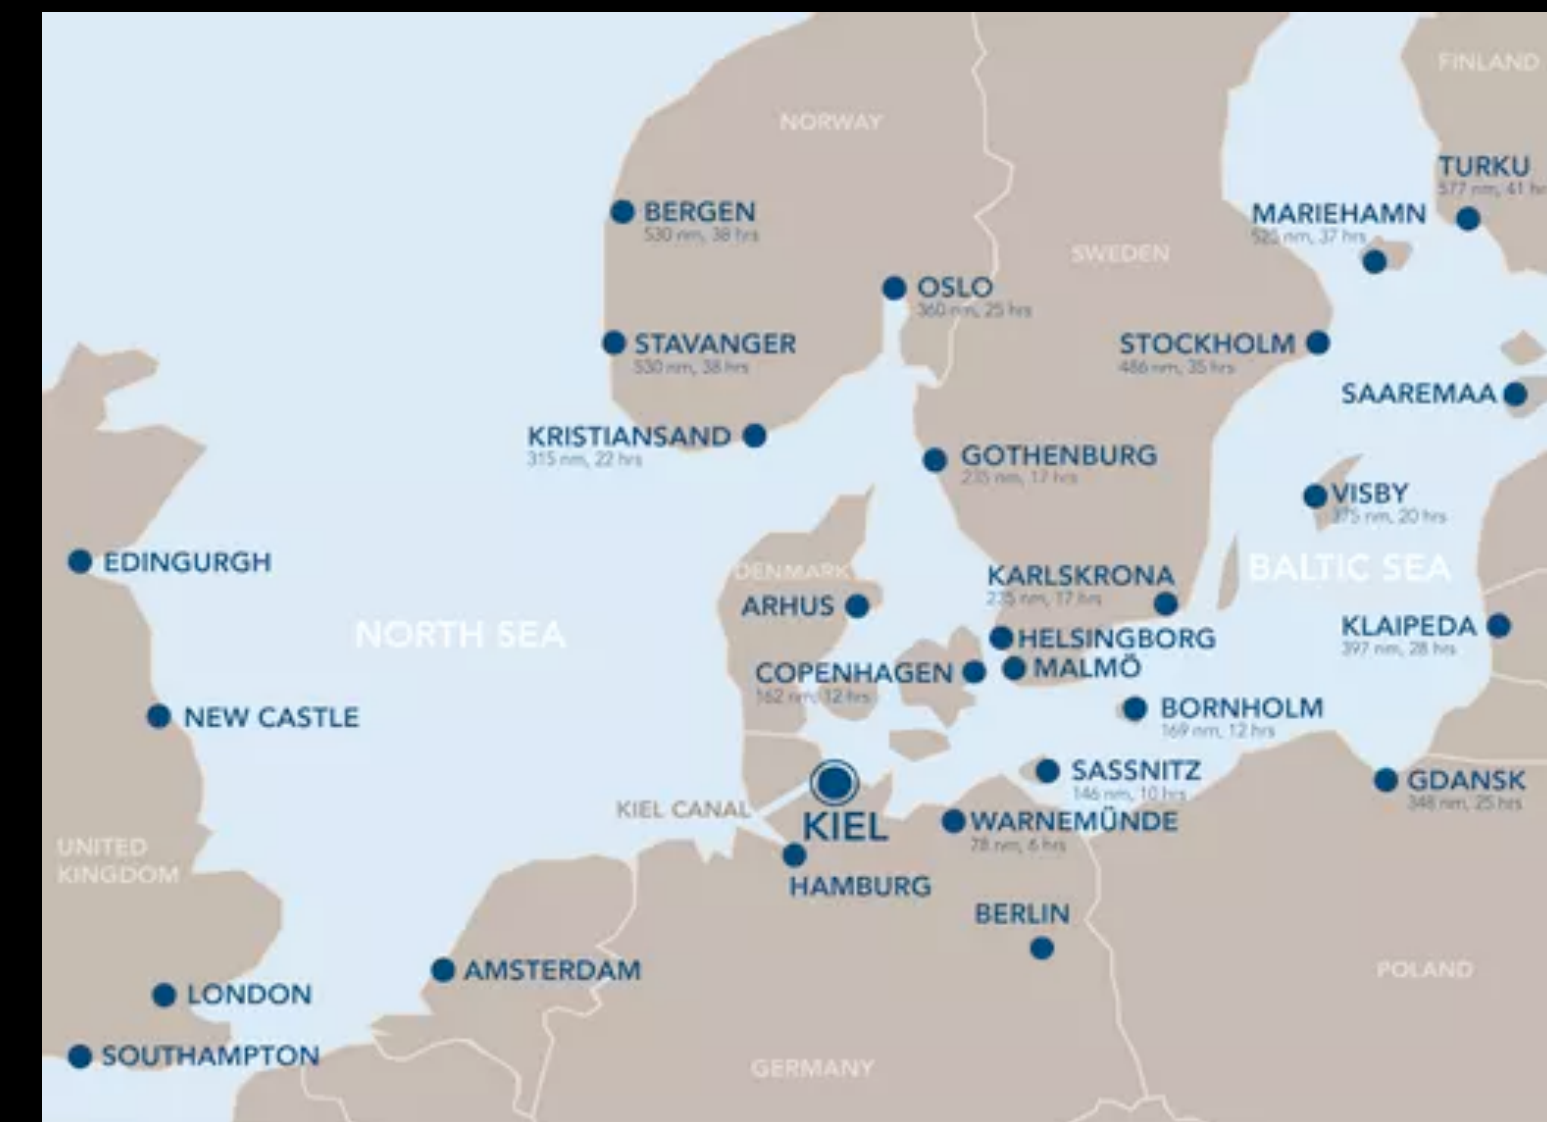 FINLAND
NORWAY
TURKU
577 nm, 41 hr
BERGEN
530 nm, 38 hrs
MARIEHAMN
525 nm, 37 hrs
SWEDEN
OSLO
360 nm, 25 hrs
STAVANGER
530 nm, 38 hrs
STOCKHOLM
486 nm, 35 hrs
SAAREMAA
KRISTIANSAND
315 nm, 22 hrs
GOTHENBURG
235 nm, 17 hrs
VISBY
375 nm, 20 hrs
EDINGURGH
DENMARK
BALTIC SEA
KARLSKRONA
235 nm, 17 hrs
ARHUS
NORTH SEA
HELSINGBORG
KLAIPEDA
397 nm, 28 hrs
COPENHAGEN
162 nm, 12 hrs
MALMÖ
NEW CASTLE
BORNHOLM
169 nm, 12 hrs
SASSNITZ
146 nm, 10 hrs
GDANSK
348 nm, 25 hrs
KIEL CANAL
KIEL
WARNEMÜNDE
78 nm, 6 hrs
UNITED
KINGDOM
HAMBURG
BERLIN
AMSTERDAM
POLAND
LONDON
SOUTHAMPTON
GERMANY